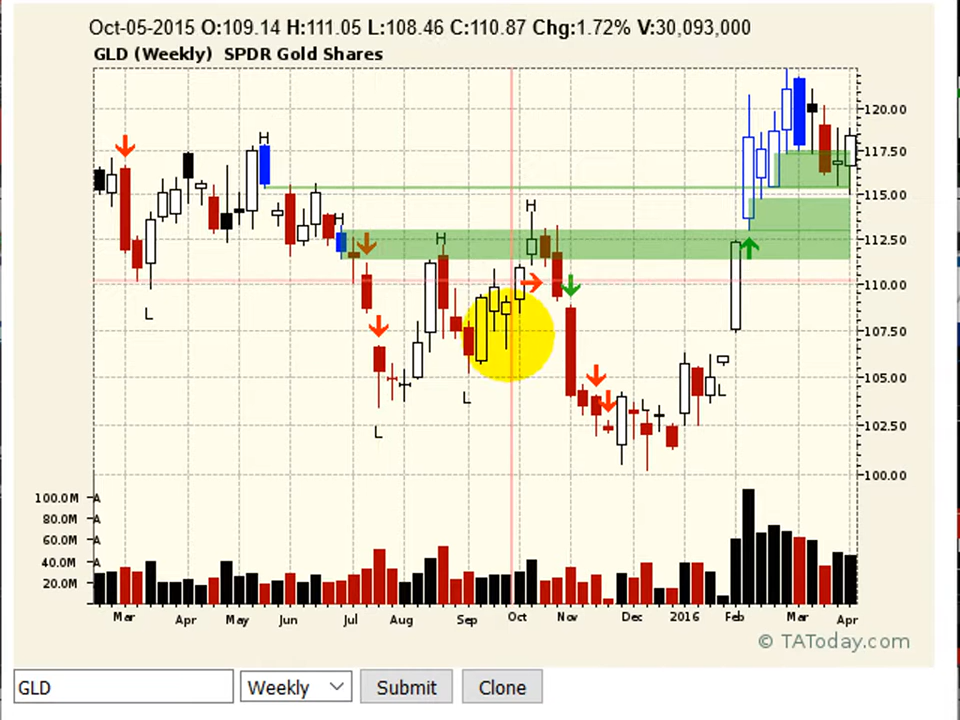 Oct-05-2015 O:109.14 H:111.05 L:108.46 C:110.87 Chg:1.72% V:30,093,000
GLD (Weekly) SPDR Gold Shares
120.00
H
117.50
115.00
H
H
H
112.50
110.00
L
107.50
105.00
L
L
L
102.50
L
100.00
100.0M A
80.0M A
60.0M A
40.0M A
20.0M
Mar Apr May Jun Jul Aug Sep Oct Nov Dec 2016 Feb Mar Apr
© TAToday.com
GLD Weekly Submit Clone